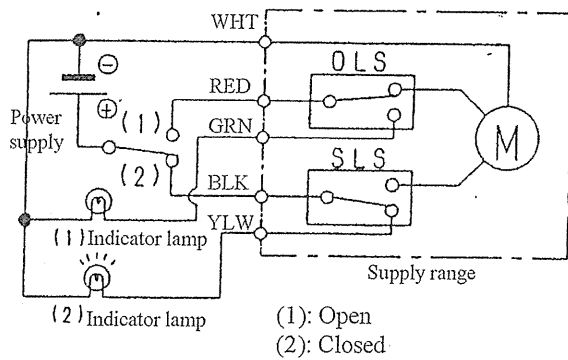 WHT
OLS
⊖
RED
Power
supply
⊕
(1)
GRN
M
(2)
SLS
BLK
YLW
(1) Indicator lamp
Supply range
(2) Indicator lamp
(1): Open
(2): Closed